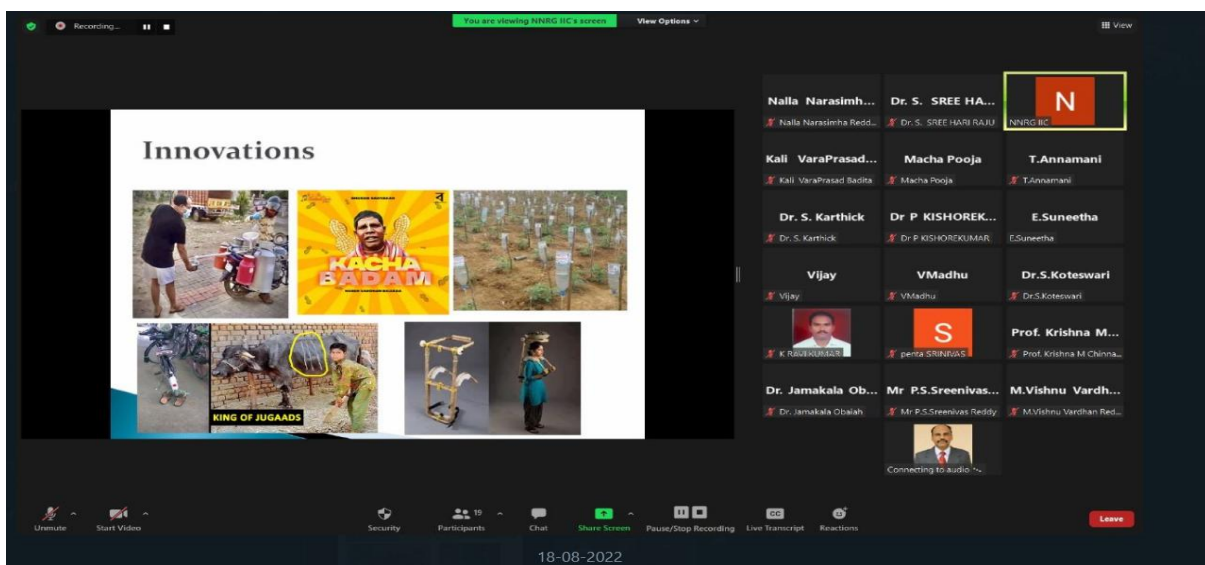 Recording...
You are viewing NNRG IIC's screen
View Options
View
Innovations
KACHA
BADAM
KING OF JUGAADS
Nalla Narasimh...
Nalla Narasimha Redd...
Dr. S. SREE HA...
Dr. S. SREE HARI RAJU
N
NNRG IIC
Kali VaraPrasad...
Kali VaraPrasad Badita
Macha Pooja
Macha Pooja
T.Annamani
T.Annamani
Dr. S. Karthick
Dr. S. Karthick
Dr P KISHOREK...
Dr P KISHOREKUMAR
E.Suneetha
E.Suneetha
Vijay
Vijay
VMadhu
VMadhu
Dr.S.Koteswari
Dr.S.Koteswari
K RAVI KUMAR
S
penta SRINIVAS
Prof. Krishna M...
Prof. Krishna M Chinna...
Dr. Jamakala Ob...
Dr. Jamakala Obaiah
Mr P.S.Sreenivas...
Mr P.S.Sreenivas Reddy
M.Vishnu Vardh...
M.Vishnu Vardhan Red...
Connecting to audio
Unmute
Start Video
Security
Participants
19
Chat
Share Screen
Pause/Stop Recording
CC
Live Transcript
Reactions
Leave
18-08-2022